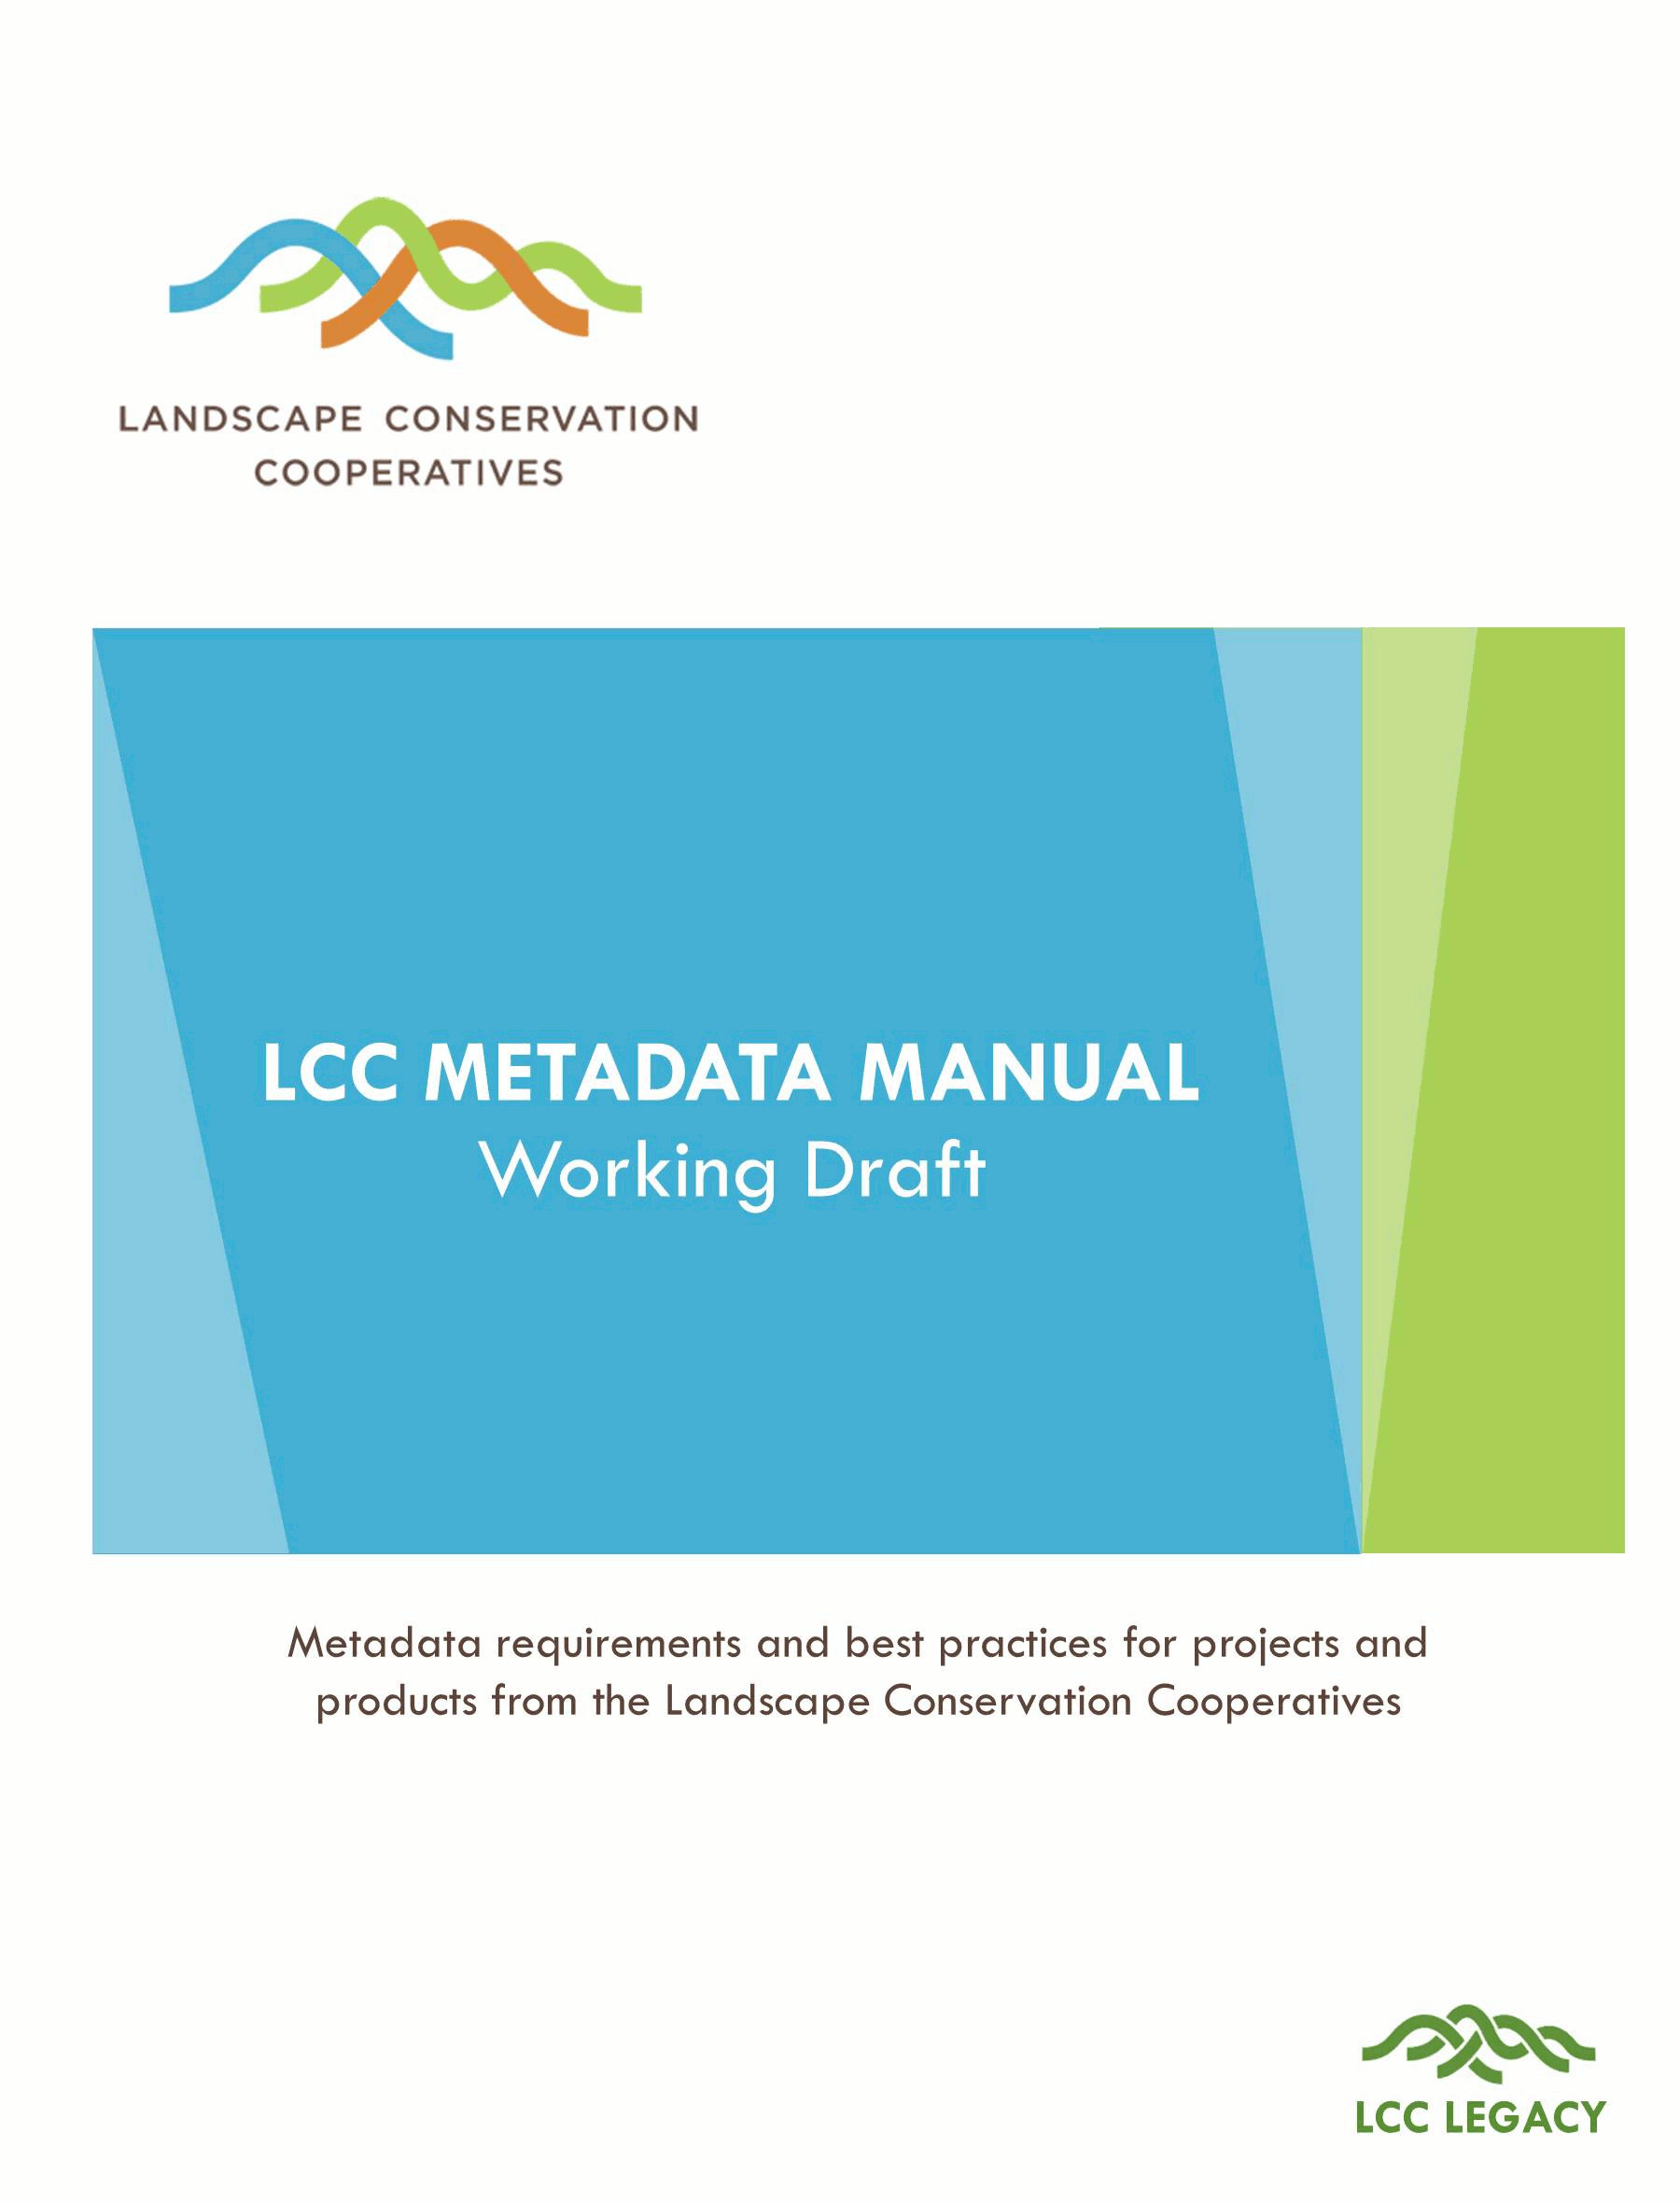 LANDSCAPE CONSERVATION
COOPERATIVES
LCC METADATA MANUAL
Working Draft
Metadata requirements and best practices for projects and
products from the Landscape Conservation Cooperatives
LCC LEGACY